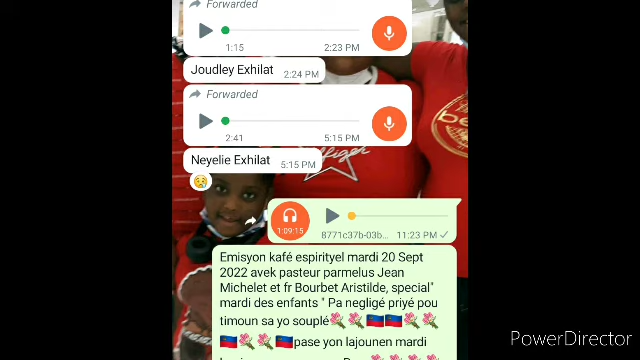 Forwarded
1:15 2:23 PM
Joudley Exhilat 2:24 PM
Forwarded
2:41 5:15 PM
Neyelie Exhilat 5:15 PM
1:09:15 8771c37b-03b... 11:23 PM
Emisyon kafé espirityel mardi 20 Sept
2022 avek pasteur parmelus Jean
Michelet et fr Bourbet Aristilde, special"
mardi des enfants " Pa neglige priyé pou
timoun sa yo souplé
pase yon lajounen mardi
PowerDirector